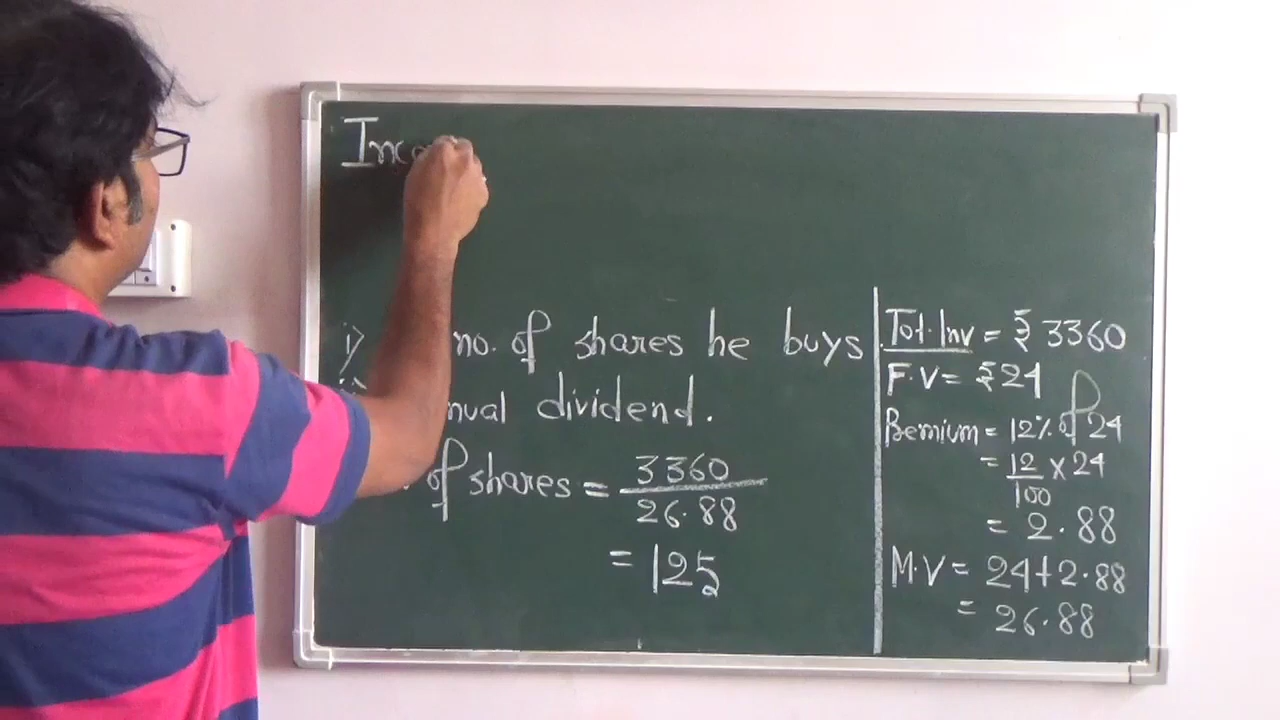 Inco
i) no. of shares he buys
nual dividend.
of shares = 3360
26.88
= 125
Tot. Inv = ₹ 3360
F.V = ₹ 24
Premium = 12% of 24
= 12/100 x 24
= 2.88
M.V = 24+2.88
= 26.88